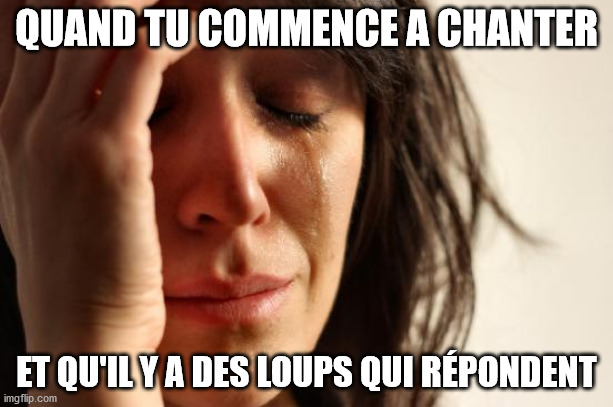 QUAND TU COMMENCE A CHANTER
ET QU'IL Y A DES LOUPS QUI RÉPONDENT
imgflip.com